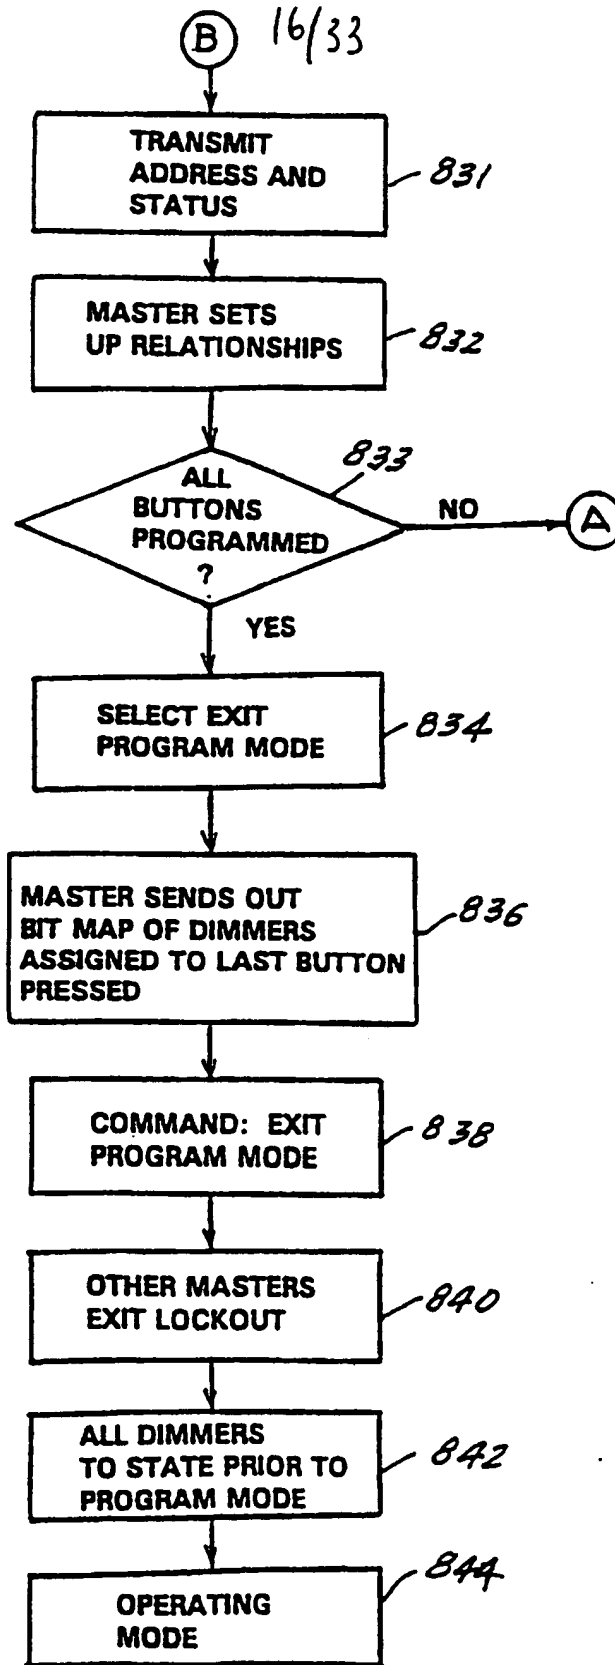 B 16/33
TRANSMIT
ADDRESS AND
STATUS
831
MASTER SETS
UP RELATIONSHIPS
832
833
ALL
BUTTONS
PROGRAMMED
?
NO
A
YES
SELECT EXIT
PROGRAM MODE
834
MASTER SENDS OUT
BIT MAP OF DIMMERS
ASSIGNED TO LAST BUTTON
PRESSED
836
COMMAND: EXIT
PROGRAM MODE
838
OTHER MASTERS
EXIT LOCKOUT
840
ALL DIMMERS
TO STATE PRIOR TO
PROGRAM MODE
842
OPERATING
MODE
844